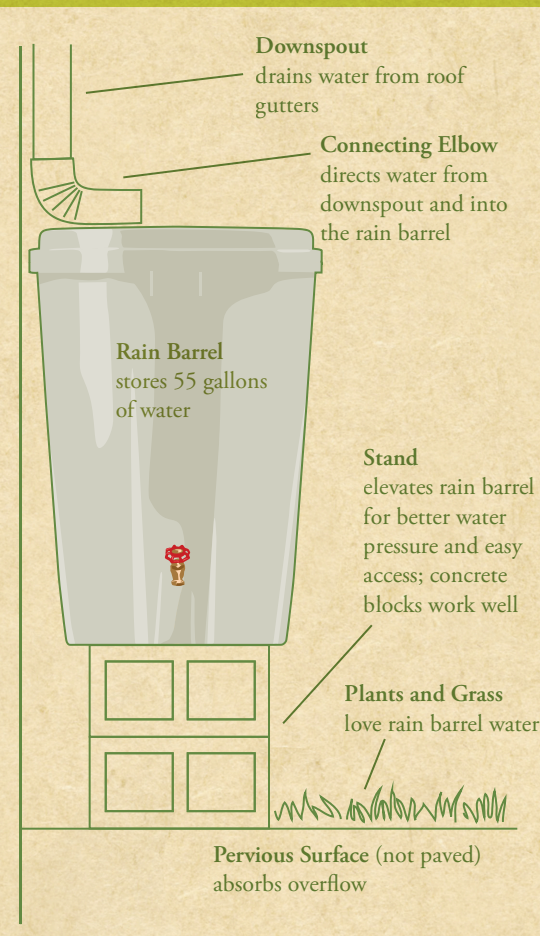 Downspout
drains water from roof
gutters
Connecting Elbow
directs water from
downspout and into
the rain barrel
Rain Barrel
stores 55 gallons
of water
Stand
elevates rain barrel
for better water
pressure and easy
access; concrete
blocks work well
Plants and Grass
love rain barrel water
Pervious Surface (not paved)
absorbs overflow